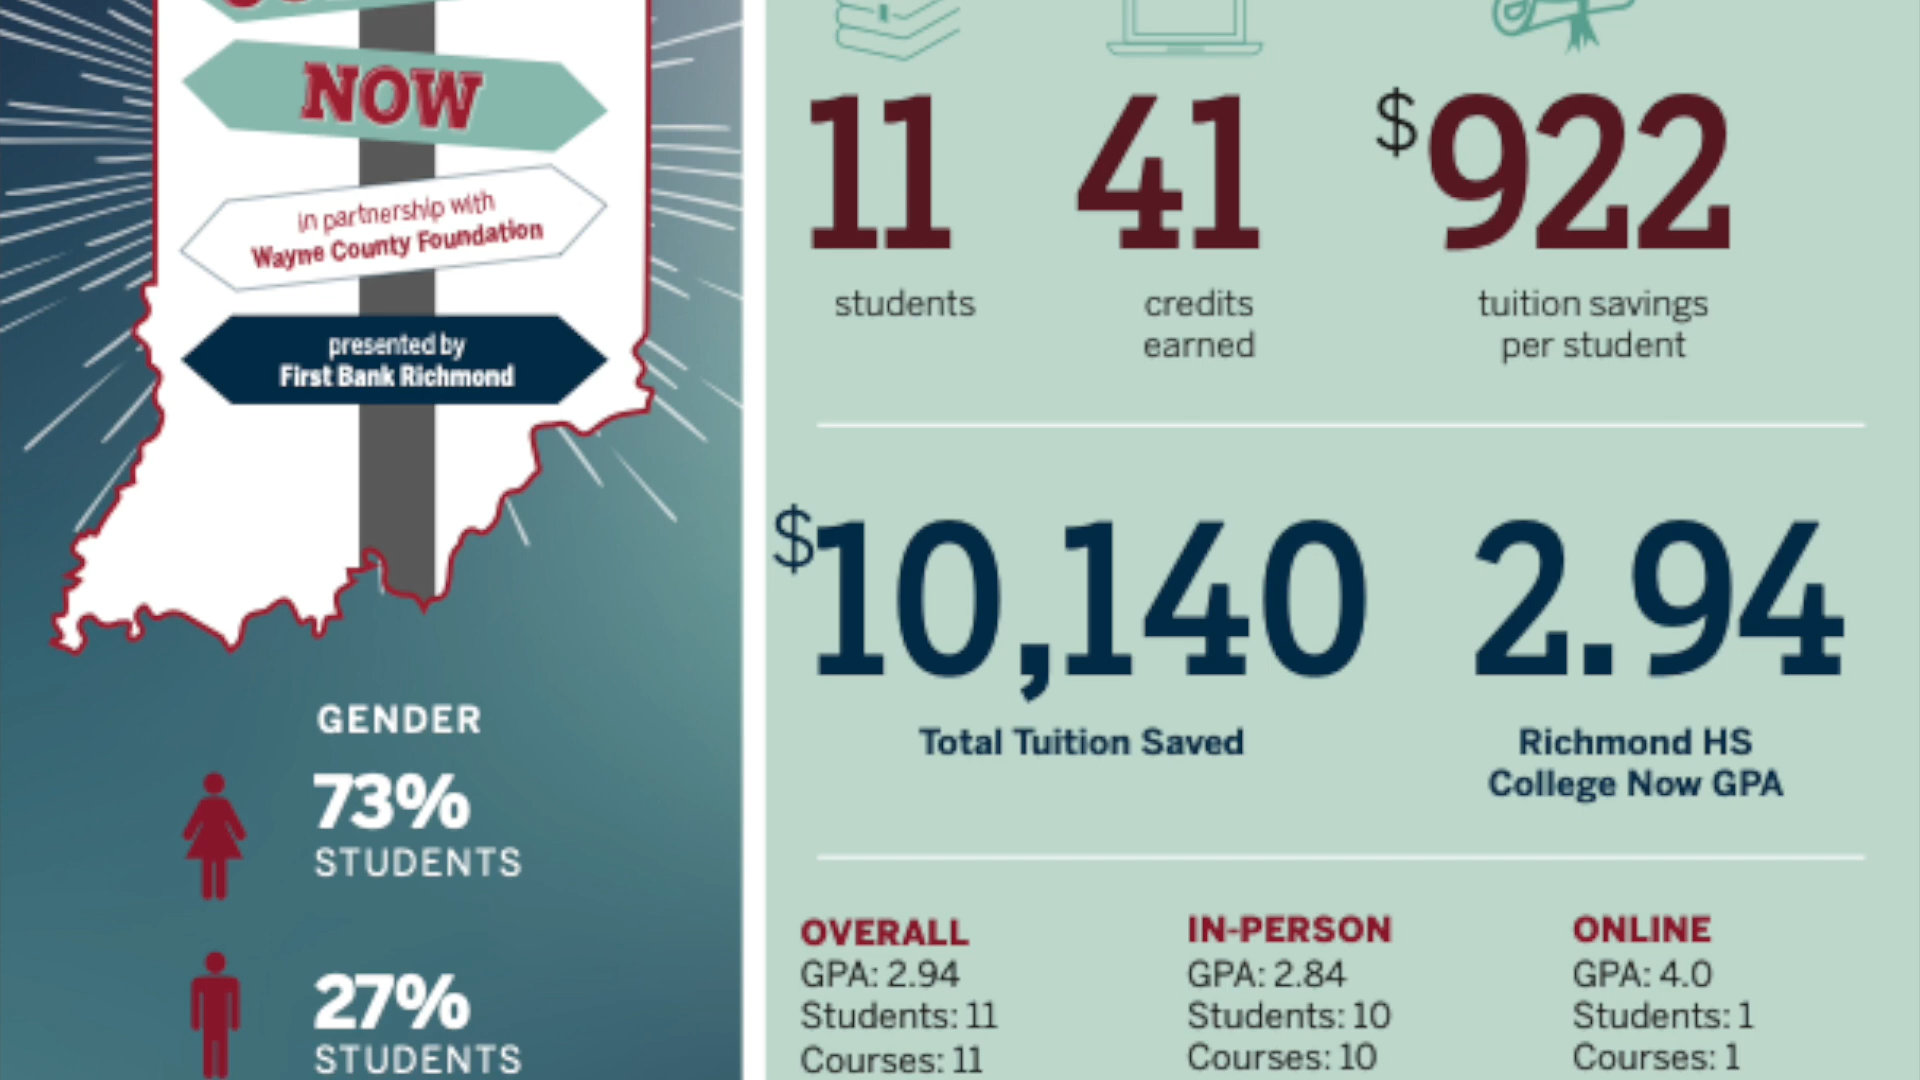 NOW
in partnership with
Wayne County Foundation
presented by
First Bank Richmond
GENDER
73%
STUDENTS
27%
STUDENTS
11
students
41
credits
earned
$922
tuition savings
per student
$10,140
Total Tuition Saved
2.94
Richmond HS
College Now GPA
OVERALL
GPA: 2.94
Students: 11
Courses: 11
IN-PERSON
GPA: 2.84
Students: 10
Courses: 10
ONLINE
GPA: 4.0
Students: 1
Courses: 1